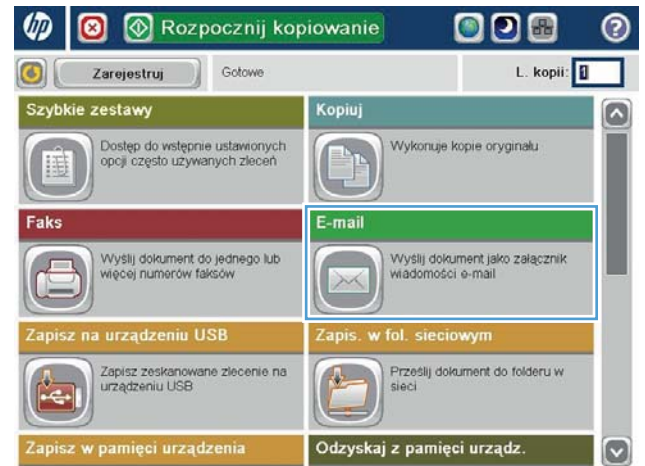 hp
Rozpocznij kopiowanie
?
Zarejestruj
Gotowe
L. kopii: 1
Szybkie zestawy
Dostęp do wstępnie ustawionych
opcji często używanych zleceń
Kopiuj
Wykonuje kopie oryginału
Faks
Wyślij dokument do jednego lub
więcej numerów faksów
E-mail
Wyślij dokument jako załącznik
wiadomości e-mail
Zapisz na urządzeniu USB
Zapisz zeskanowane zlecenie na
urządzeniu USB
Zapis. w fol. sieciowym
Prześlij dokument do folderu w
sieci
Zapisz w pamięci urządzenia
Odzyskaj z pamięci urządz.